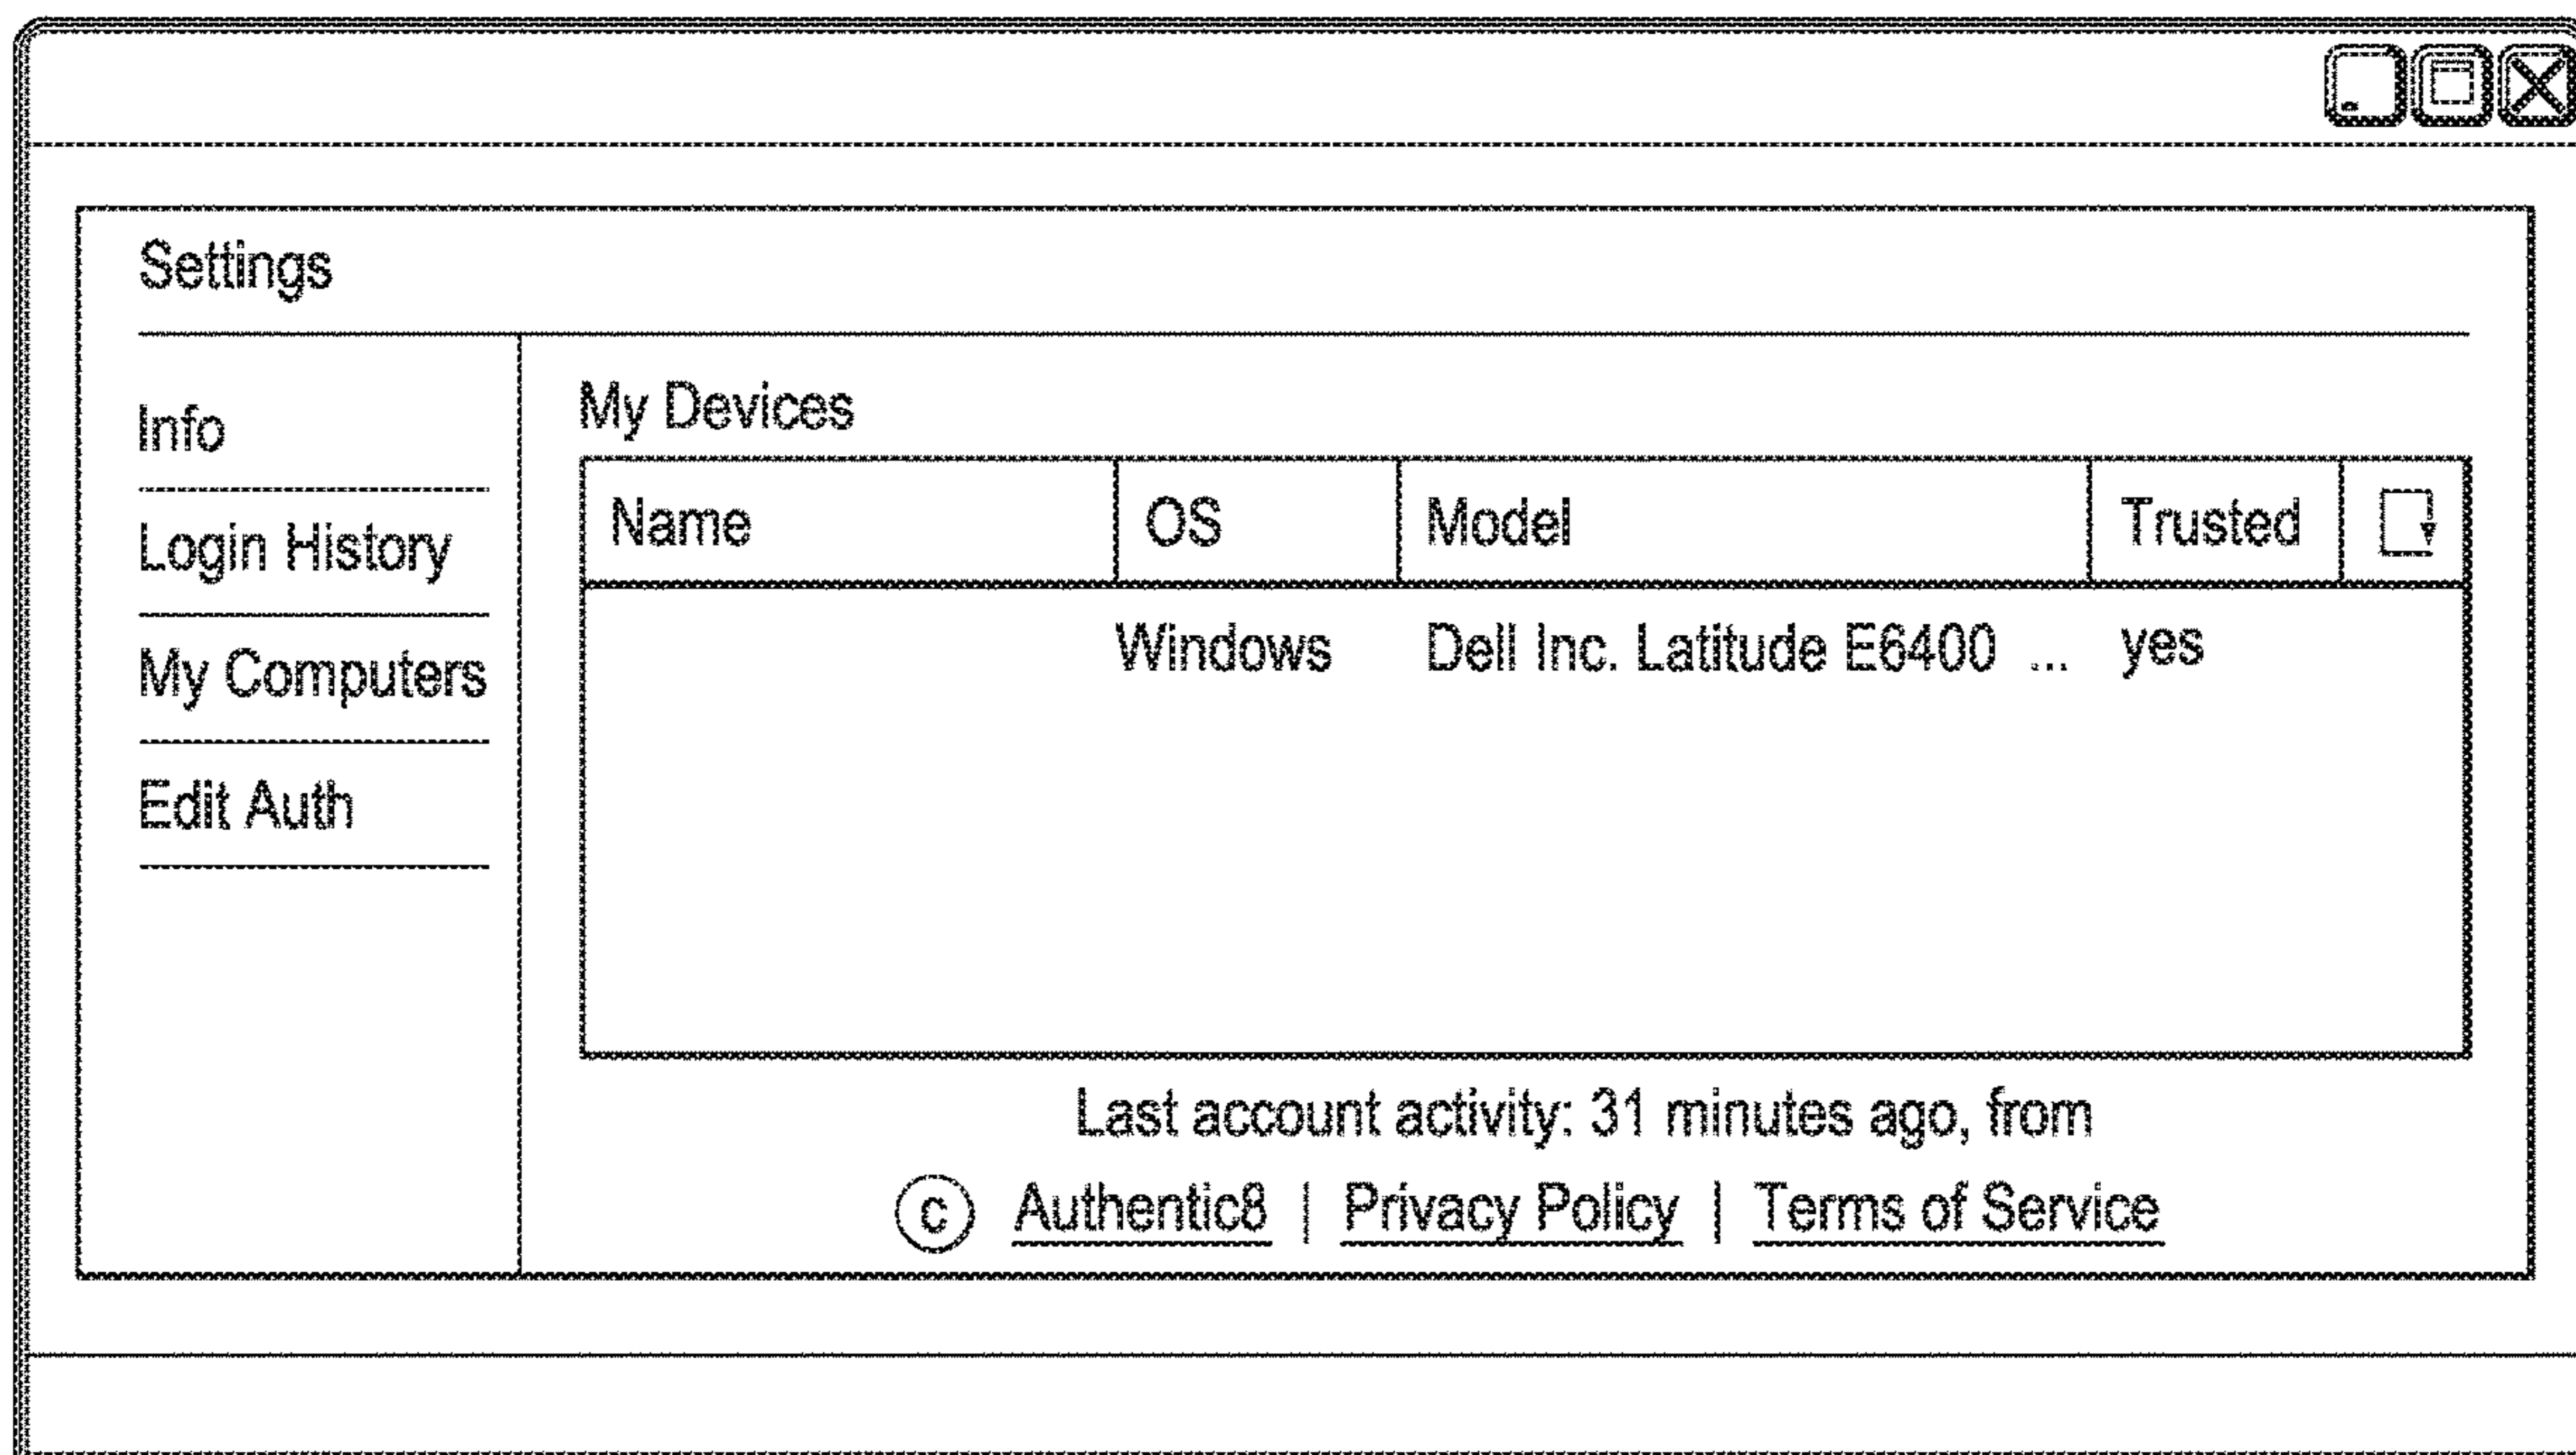 Settings
Info
Login History
My Computers
Edit Auth
My Devices
Name OS Model Trusted
Windows Dell Inc. Latitude E6400 ... yes
Last account activity: 31 minutes ago, from
© Authentic8 | Privacy Policy | Terms of Service